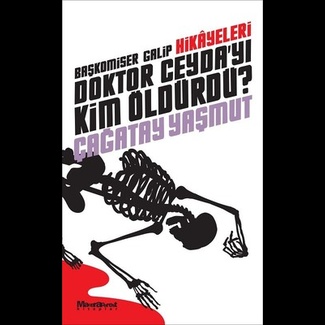 BAŞKOMİSER GALİP HİKÂYELERİ
DOKTOR CEYDA'YI
KİM ÖLDÜRDÜ?
ÇAĞATAY YAŞMUT